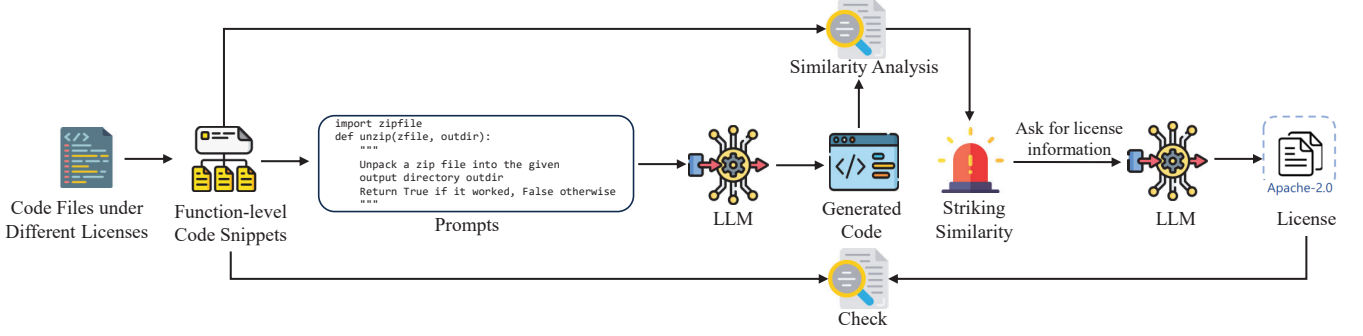 Similarity Analysis
import zipfile
def unzip(zfile, outdir):
"""
Unpack a zip file into the given
output directory outdir
Return True if it worked, False otherwise
"""
Ask for license
information
</>
</>
Apache-2.0
Code Files under
Different Licenses
Function-level
Code Snippets
Prompts
LLM
Generated
Code
Striking
Similarity
LLM
License
Check